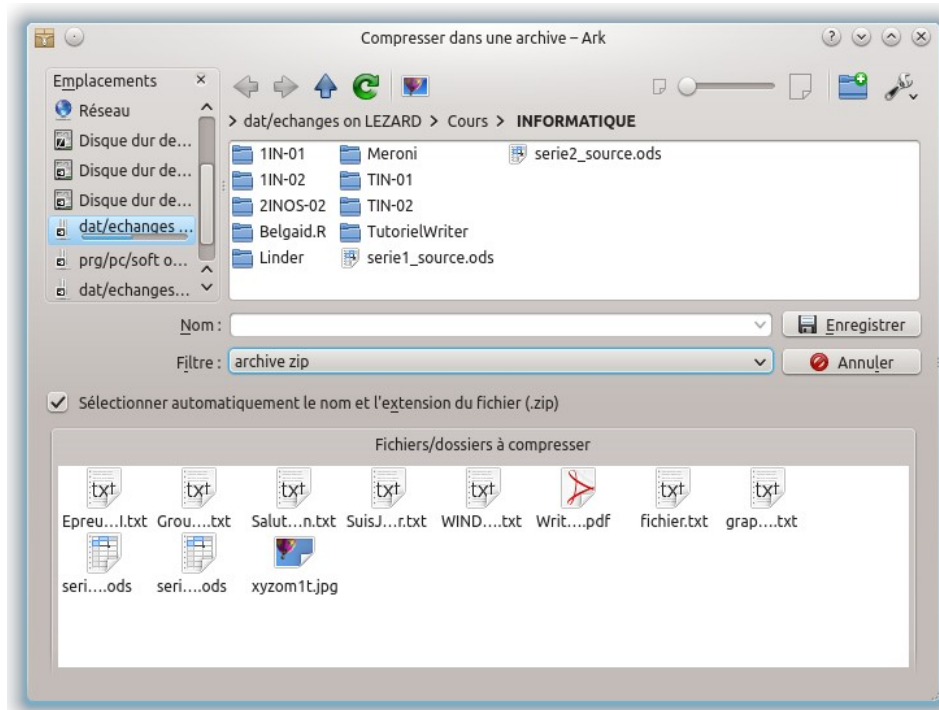 Compresser dans une archive – Ark
Emplacements
Réseau
Disque dur de...
Disque dur de...
Disque dur de...
dat/echanges ...
prg/pc/soft o...
dat/echanges...
> dat/echanges on LEZARD > Cours > INFORMATIQUE
1IN-01 Meroni serie2_source.ods
1IN-02 TIN-01
2INOS-02 TIN-02
Belgaid.R TutorielWriter
Linder serie1_source.ods
Nom : Enregistrer
Filtre : archive zip Annuler
Sélectionner automatiquement le nom et l'extension du fichier (.zip)
Fichiers/dossiers à compresser
txt txt txt txt txt txt txt
Epreu...I.txt Grou....txt Salut...n.txt SuisJ...r.txt WIND....txt Writ....pdf fichier.txt grap....txt
seri....ods seri....ods xyzom1t.jpg